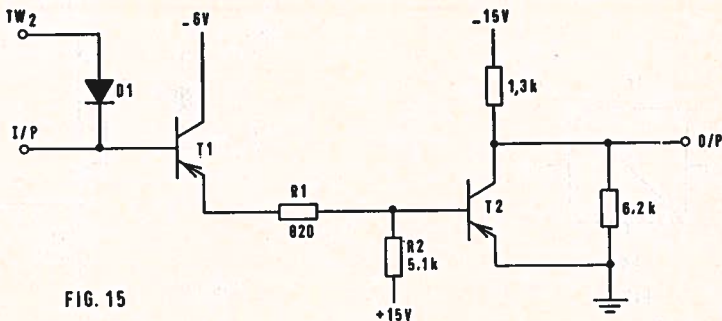 TW2
-6V
-15V
D1
1,3k
I/P
T1
O/P
R1
820
T2
6.2k
R2
5.1k
+15V
FIG. 15